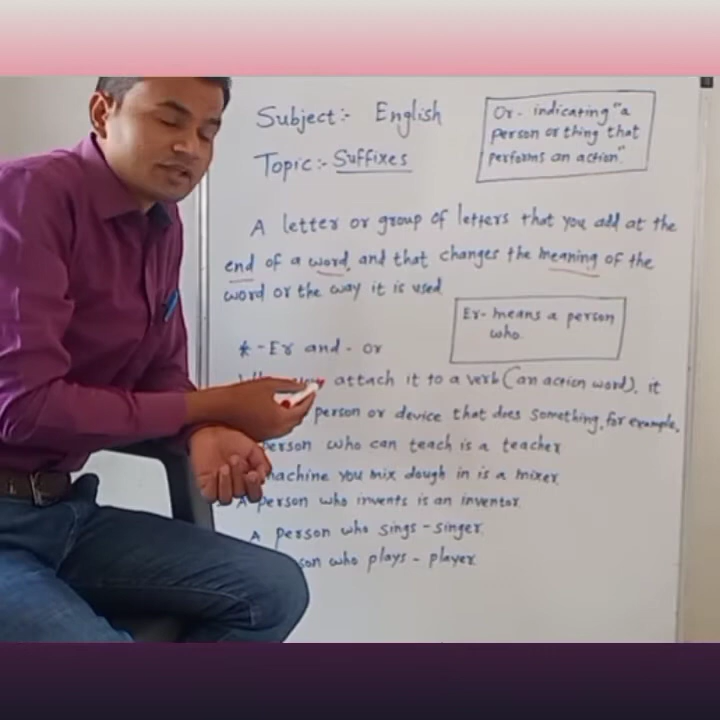 Subject:- English
Topic:- Suffixes
Or - indicating "a
person or thing that
performs an action."
A letter or group of letters that you add at the
end of a word, and that changes the meaning of the
word or the way it is used.
Er- means a person
who.
* -Er and - or
attach it to a verb (an action word), it
person or device that does something, for example,
person who can teach is a teacher
machine you mix dough in is a mixer.
A person who invents is an inventor.
A person who sings - singer.
son who plays - player.